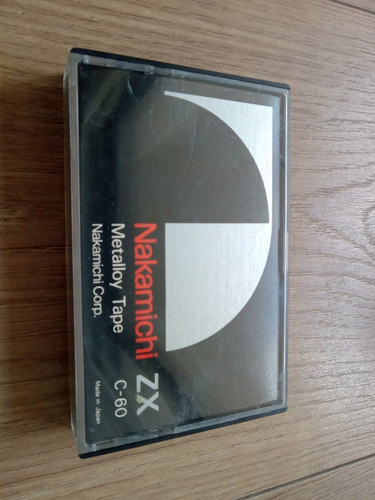 Nakamichi ZX
Metalloy Tape C-60
Nakamichi Corp. Made in Japan